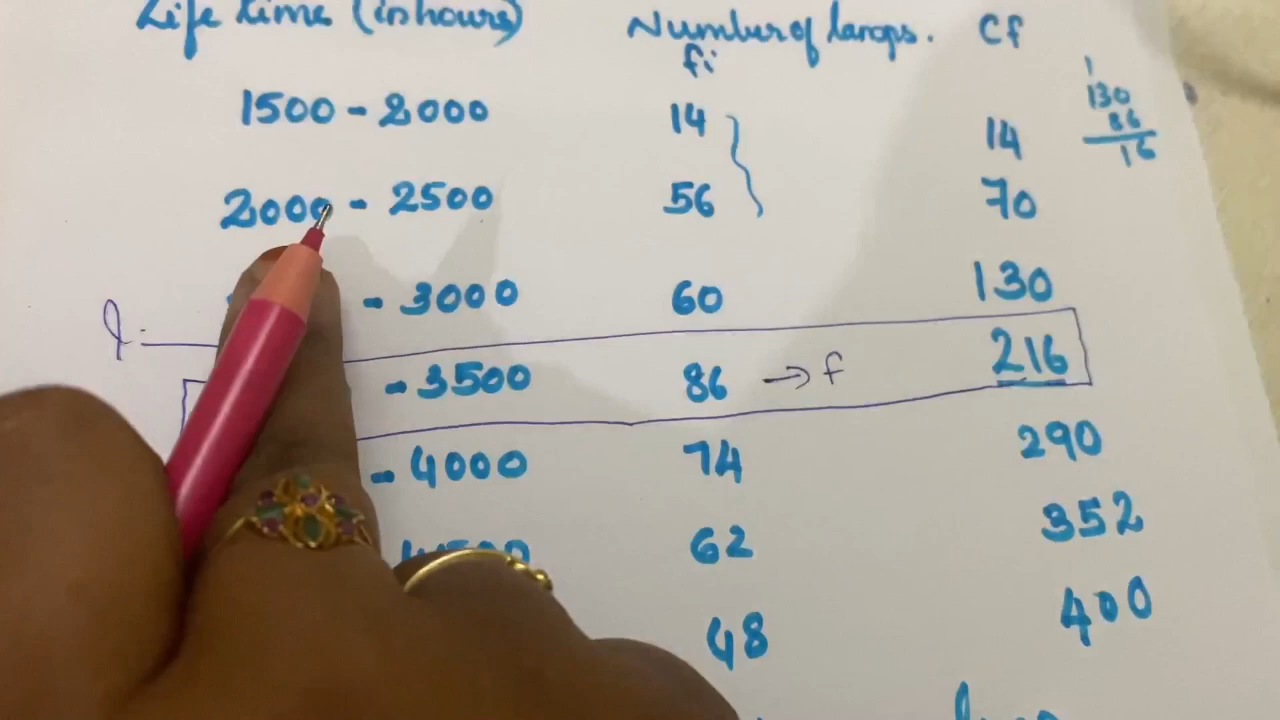 Life time (in hours) Number of lamps. Cf
fi
1500 - 2000 14 14
2000 - 2500 56 70
- 3000 60 130
l - 3500 86 → f 216
- 4000 74 290
62 352
48 400
1
130
86
16